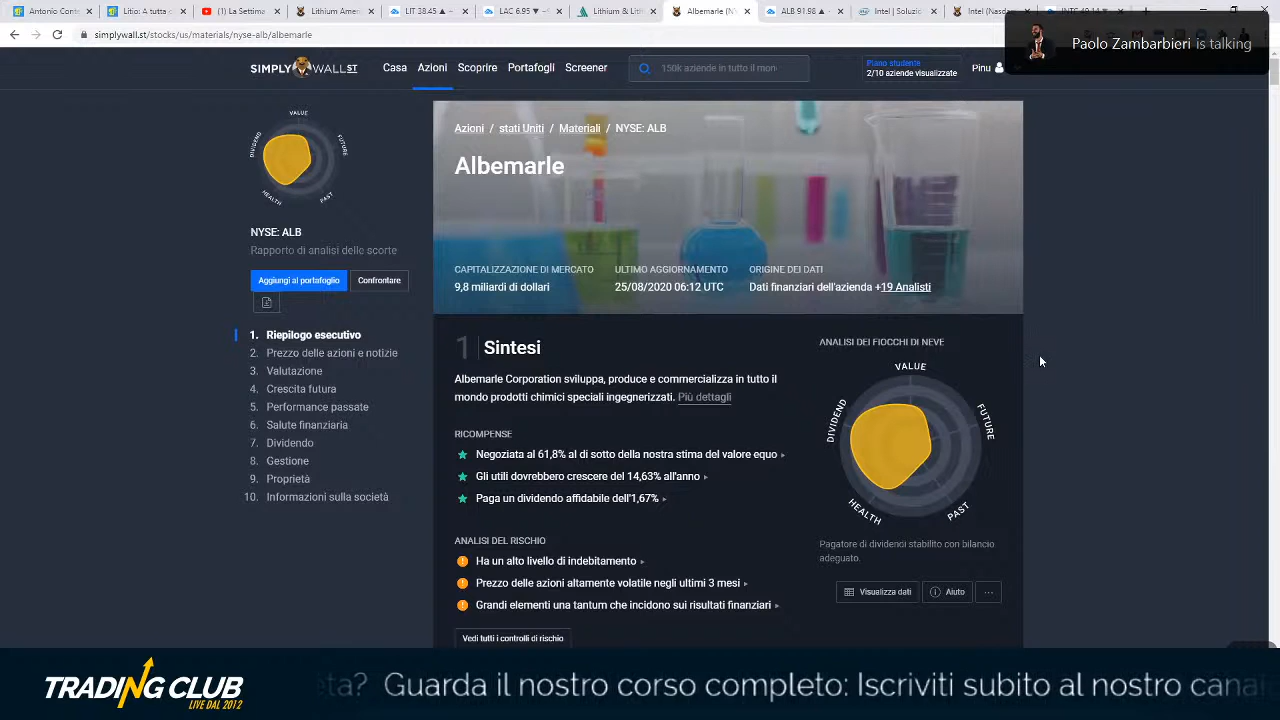 Antonio Conte
Litio: A tutta c
(1) La Settima
Lithium Amer
LIT 38.45 ▲
LAC 6.95 ▼
Lithium & Lit
Albemarle (N
ALB 91.98 ▲
Intel | Soluzid
Intel (Nasda
simplywall.st/stocks/us/materials/nyse-alb/albemarle
Paolo Zambarbieri is talking
SIMPLY WALL ST
Casa Azioni Scoprire Portafogli Screener
150k aziende in tutto il mon
Piano studente
2/10 aziende visualizzate
Pinu
VALUE
FUTURE
PAST
HEALTH
DIVIDEND
NYSE: ALB
Rapporto di analisi delle scorte
Aggiungi al portafoglio Confrontare
1. Riepilogo esecutivo
2. Prezzo delle azioni e notizie
3. Valutazione
4. Crescita futura
5. Performance passate
6. Salute finanziaria
7. Dividendo
8. Gestione
9. Proprietà
10. Informazioni sulla società
Azioni / stati Uniti / Materiali / NYSE: ALB
Albemarle
CAPITALIZZAZIONE DI MERCATO
9,8 miliardi di dollari
ULTIMO AGGIORNAMENTO
25/08/2020 06:12 UTC
ORIGINE DEI DATI
Dati finanziari dell'azienda +19 Analisti
1 Sintesi
Albemarle Corporation sviluppa, produce e commercializza in tutto il
mondo prodotti chimici speciali ingegnerizzati. Più dettagli
RICOMPENSE
Negoziata al 61,8% al di sotto della nostra stima del valore equo
Gli utili dovrebbero crescere del 14,63% all'anno
Paga un dividendo affidabile dell'1,67%
ANALISI DEL RISCHIO
Ha un alto livello di indebitamento
Prezzo delle azioni altamente volatile negli ultimi 3 mesi
Grandi elementi una tantum che incidono sui risultati finanziari
Vedi tutti i controlli di rischio
ANALISI DEI FIOCCHI DI NEVE
VALUE
FUTURE
PAST
HEALTH
DIVIDEND
Pagatore di dividendi stabilito con bilancio
adeguato.
Visualizza dati Aiuto ...
TRADING CLUB
LIVE DAL 2012
ta? Guarda il nostro corso completo: Iscriviti subito al nostro cana